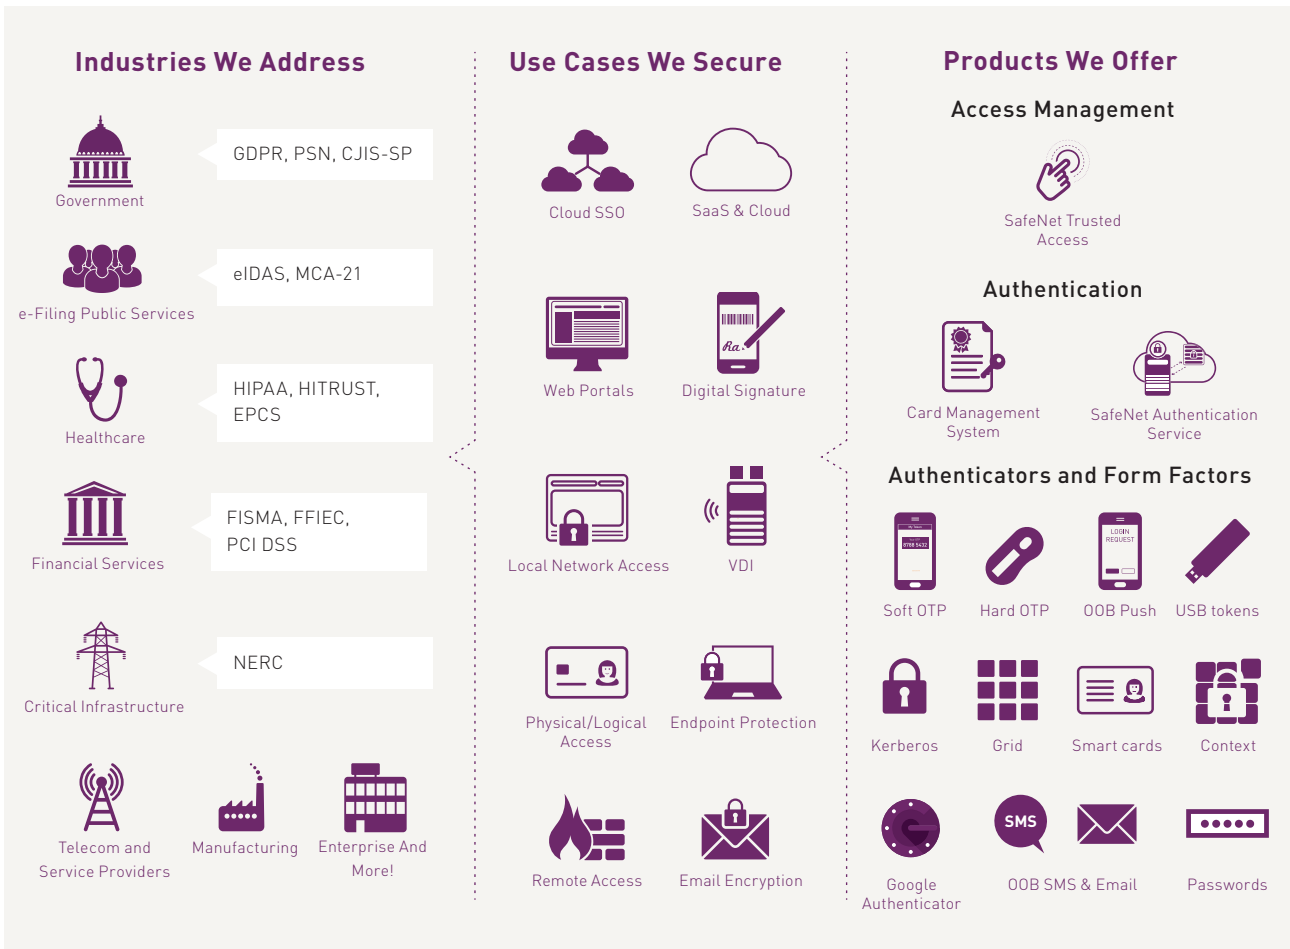 Industries We Address
Government
GDPR, PSN, CJIS-SP
e-Filing Public Services
eIDAS, MCA-21
Healthcare
HIPAA, HITRUST,
EPCS
Financial Services
FISMA, FFIEC,
PCI DSS
Critical Infrastructure
NERC
Telecom and
Service Providers
Manufacturing
Enterprise And
More!
Use Cases We Secure
Cloud SSO
SaaS & Cloud
Web Portals
Ra.
Digital Signature
Local Network Access
VDI
Physical/Logical
Access
Endpoint Protection
Remote Access
Email Encryption
Products We Offer
Access Management
SafeNet Trusted
Access
Authentication
Card Management
System
SafeNet Authentication
Service
Authenticators and Form Factors
8788 5432
Soft OTP
Hard OTP
LOGIN
REQUEST
OOB Push
USB tokens
Kerberos
Grid
Smart cards
Context
Google
Authenticator
SMS
OOB SMS & Email
Passwords